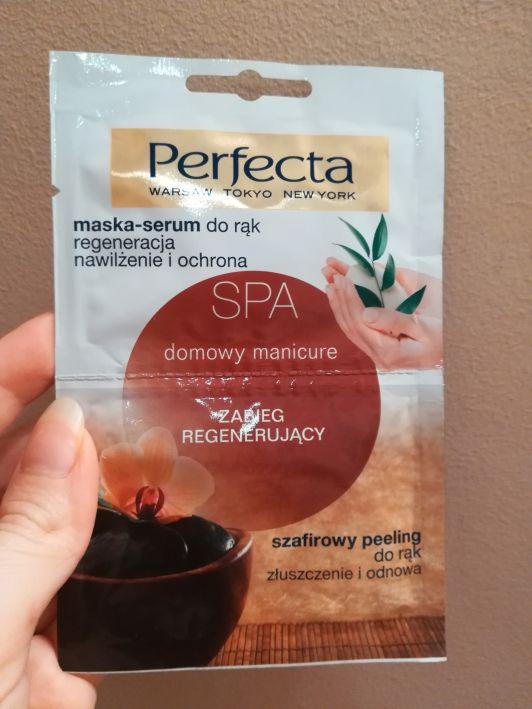 Perfecta
WARSAW TOKYO NEW YORK
maska-serum do rąk
regeneracja
nawilżenie i ochrona
SPA
domowy manicure
ZABIEG
REGENERUJĄCY
szafirowy peeling
do rąk
złuszczenie i odnowa